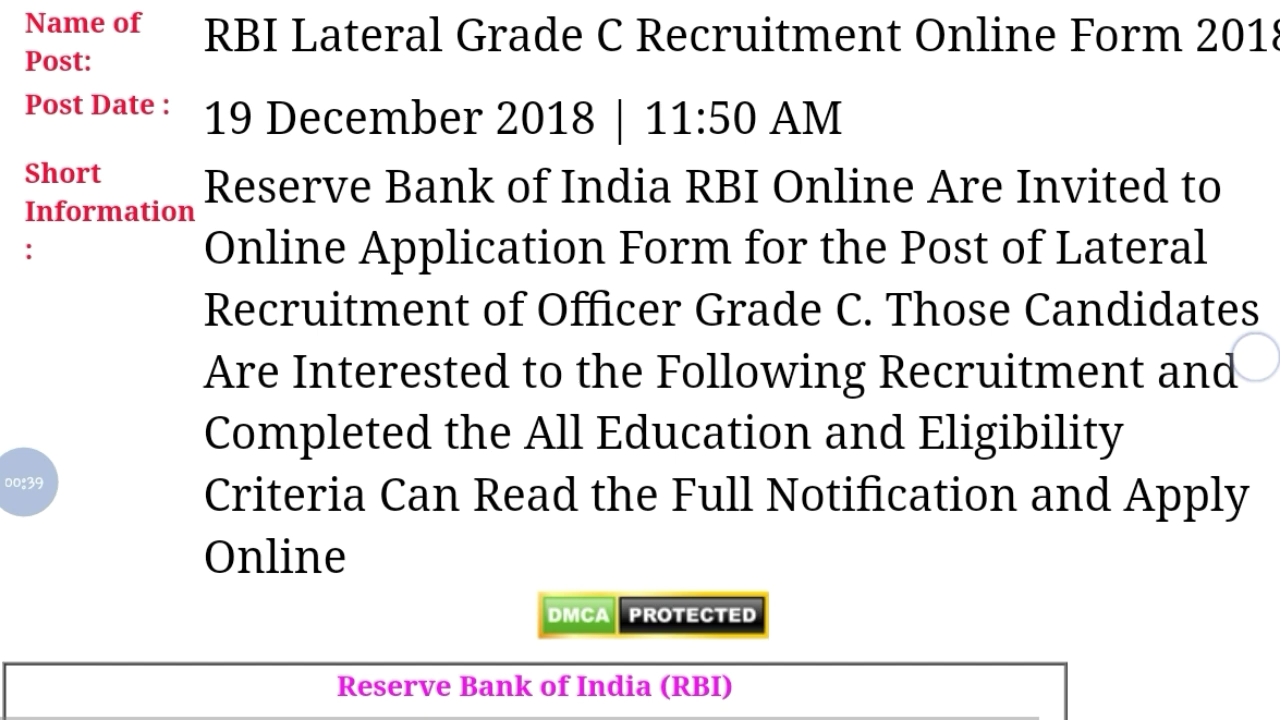 Name of
Post:
RBI Lateral Grade C Recruitment Online Form 2018
Post Date :
19 December 2018 | 11:50 AM
Short
Information
:
Reserve Bank of India RBI Online Are Invited to
Online Application Form for the Post of Lateral
Recruitment of Officer Grade C. Those Candidates
Are Interested to the Following Recruitment and
Completed the All Education and Eligibility
Criteria Can Read the Full Notification and Apply
Online
00:39
DMCA PROTECTED
Reserve Bank of India (RBI)